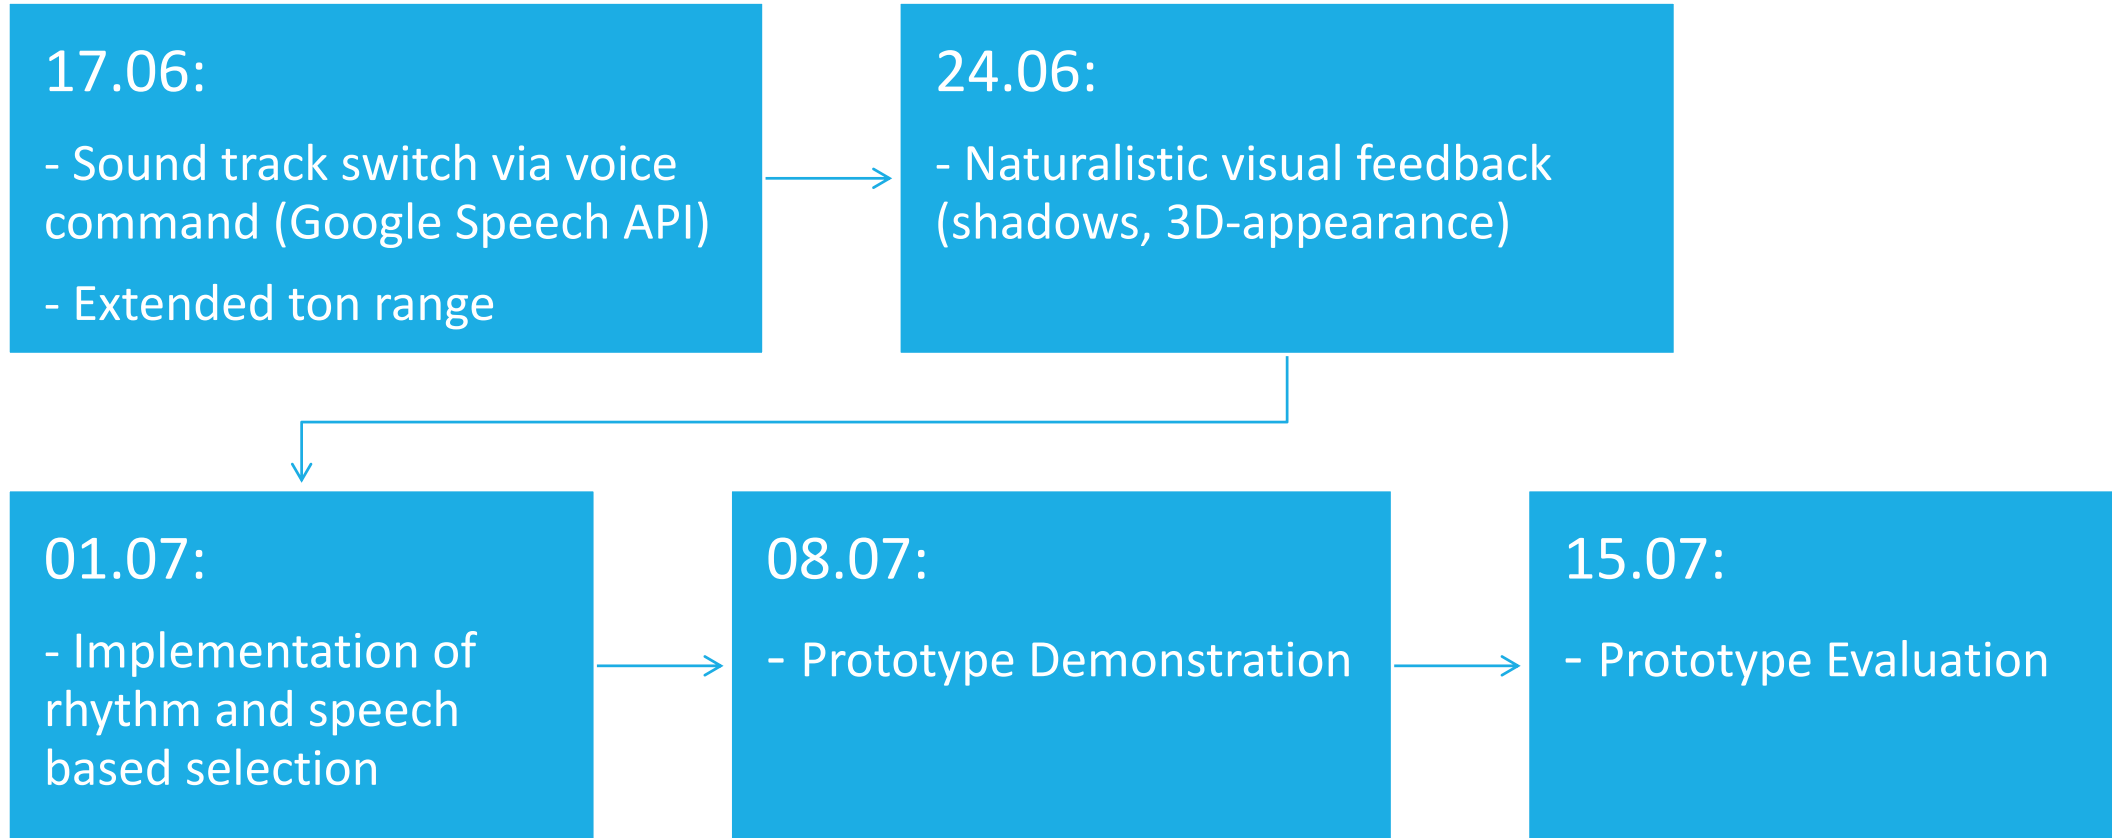 17.06:
- Sound track switch via voice
command (Google Speech API)
- Extended ton range
24.06:
- Naturalistic visual feedback
(shadows, 3D-appearance)
01.07:
- Implementation of
rhythm and speech
based selection
08.07:
- Prototype Demonstration
15.07:
- Prototype Evaluation